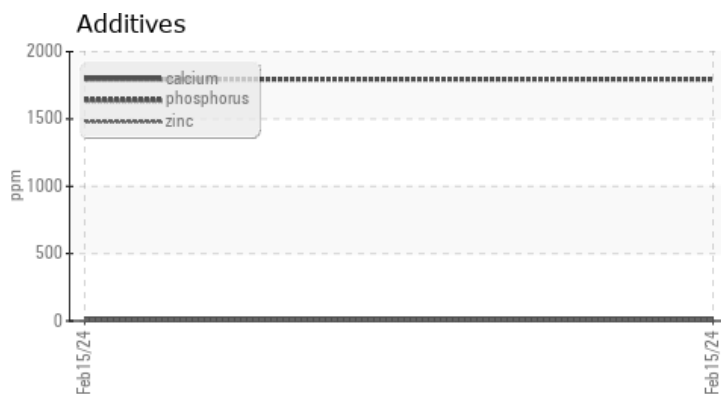 Additives
2000
1500
1000
500
0
ppm
calcium
phosphorus
zinc
Feb15/24
Feb15/24